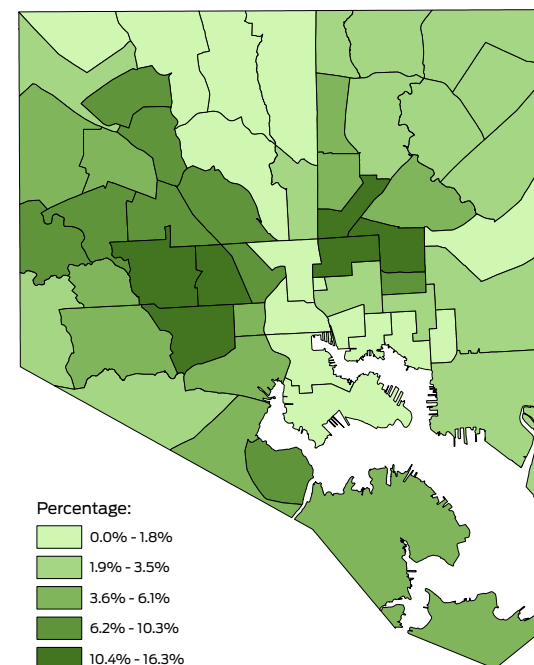 Percentage:
0.0% - 1.8%
1.9% - 3.5%
3.6% - 6.1%
6.2% - 10.3%
10.4% - 16.3%